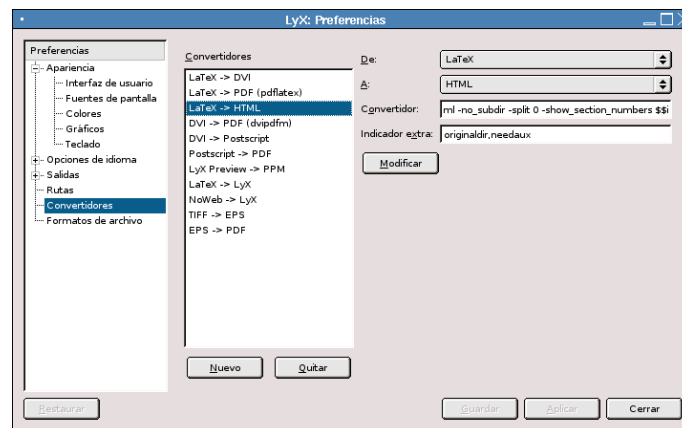 LyX: Preferencias
Preferencias
Apariencia
Interfaz de usuario
Fuentes de pantalla
Colores
Gráficos
Teclado
Opciones de idioma
Salidas
Rutas
Convertidores
Formatos de archivo
Convertidores
LaTeX -> DVI
LaTeX -> PDF (pdflatex)
LaTeX -> HTML
DVI -> PDF (dvipdfm)
DVI -> Postscript
Postscript -> PDF
LyX Preview -> PPM
LaTeX -> LyX
NoWeb -> LyX
TIFF -> EPS
EPS -> PDF
Nuevo Quitar
De: LaTeX
A: HTML
Convertidor: ml -no_subdir -split 0 -show_section_numbers $$i
Indicador extra: originaldir,needaux
Modificar
Restaurar Guardar Aplicar Cerrar